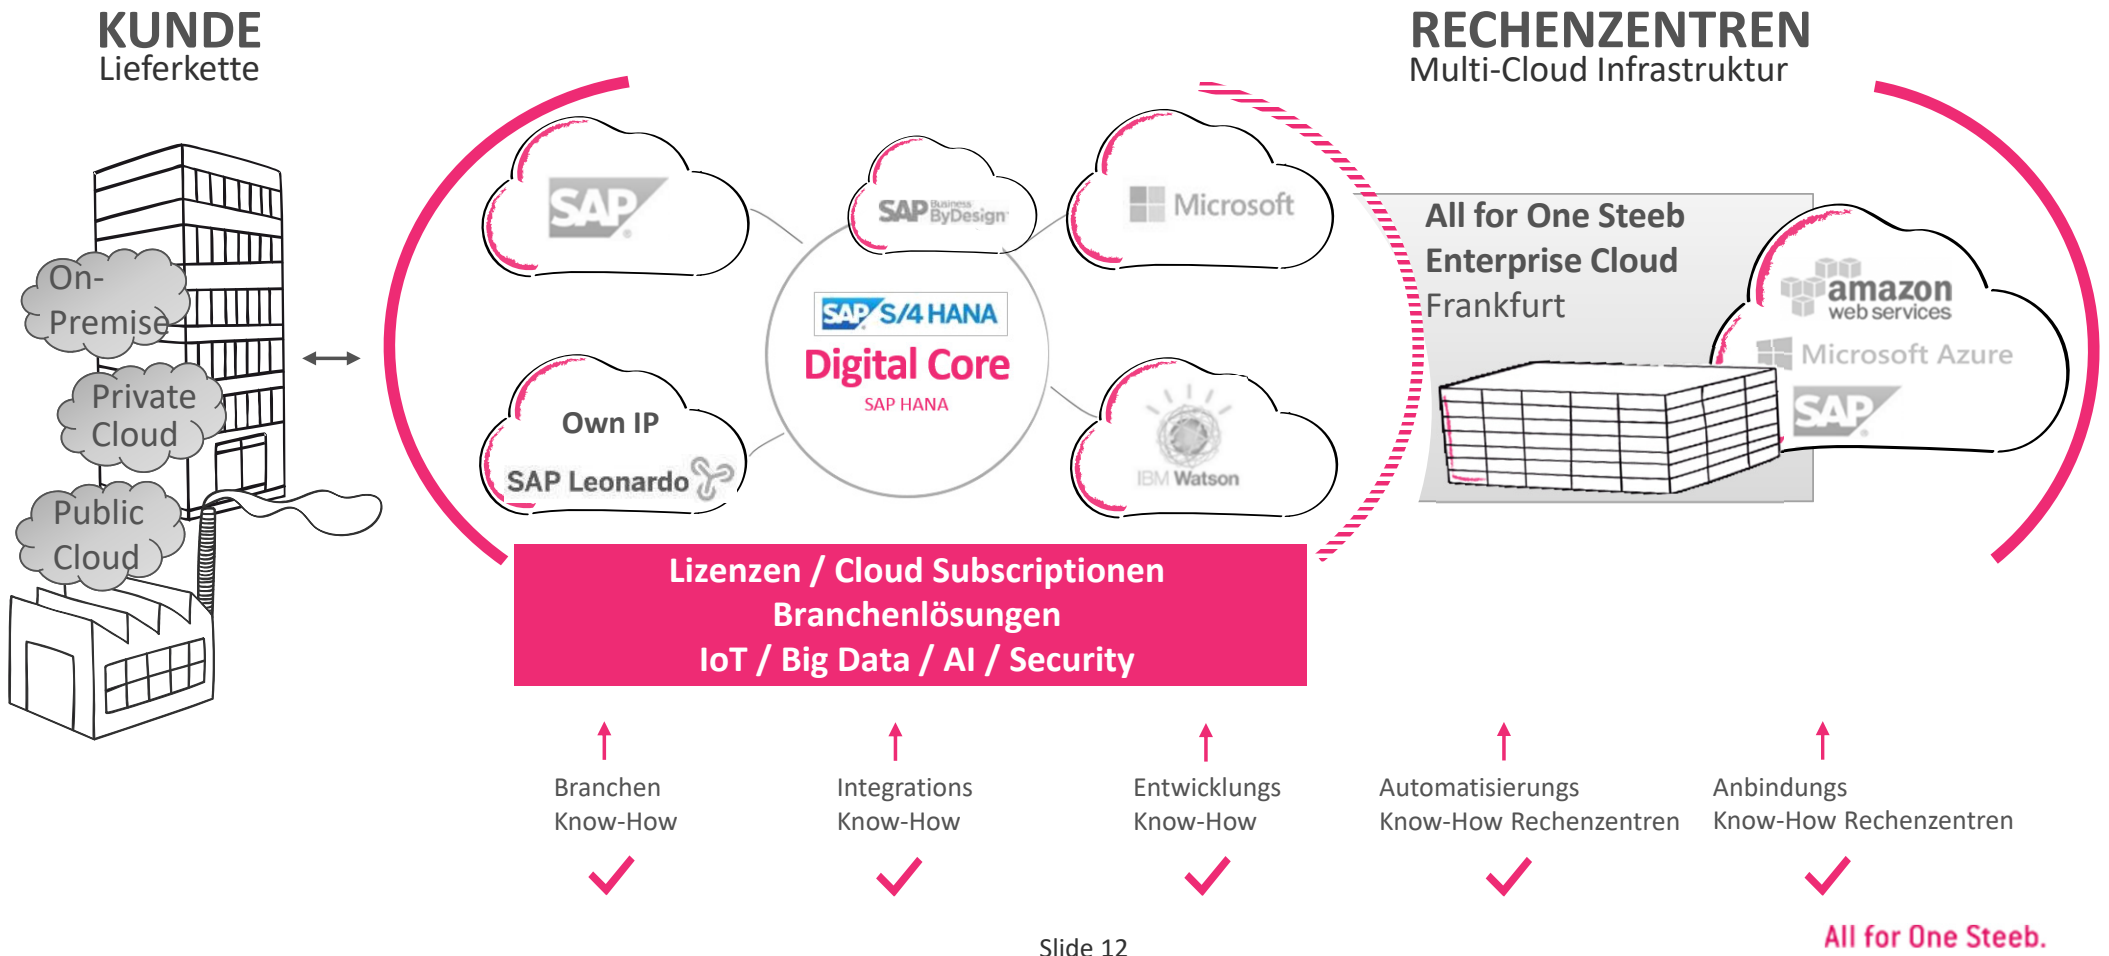 KUNDE
Lieferkette
RECHENZENTREN
Multi-Cloud Infrastruktur
On-
Premise
Private
Cloud
Public
Cloud
SAP
SAP Business
ByDesign
Microsoft
SAP S/4 HANA
Digital Core
SAP HANA
Own IP
SAP Leonardo
IBM Watson
All for One Steeb
Enterprise Cloud
Frankfurt
amazon
web services
Microsoft Azure
SAP
Lizenzen / Cloud Subscriptionen
Branchenlösungen
IoT / Big Data / AI / Security
Branchen
Know-How
Integrations
Know-How
Entwicklungs
Know-How
Automatisierungs
Know-How Rechenzentren
Anbindungs
Know-How Rechenzentren
Slide 12
All for One Steeb.